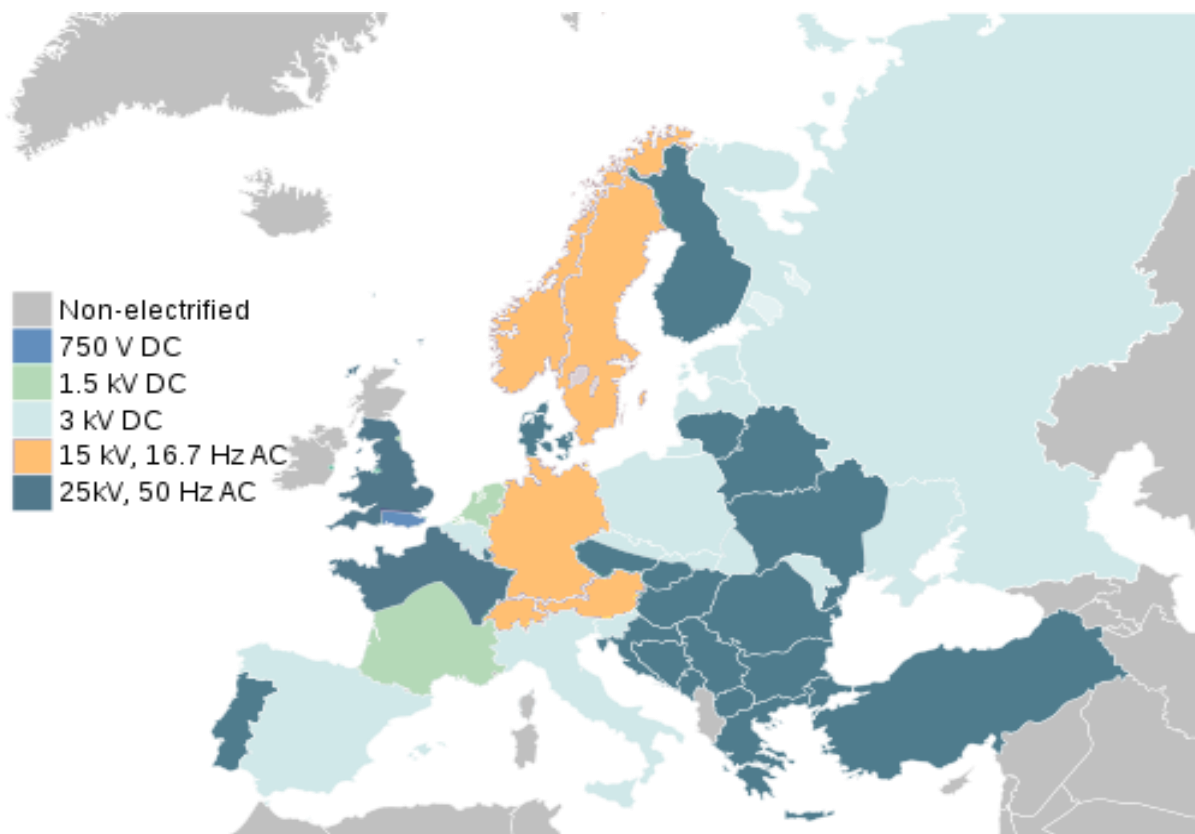 Non-electrified
750 V DC
1.5 kV DC
3 kV DC
15 kV, 16.7 Hz AC
25kV, 50 Hz AC